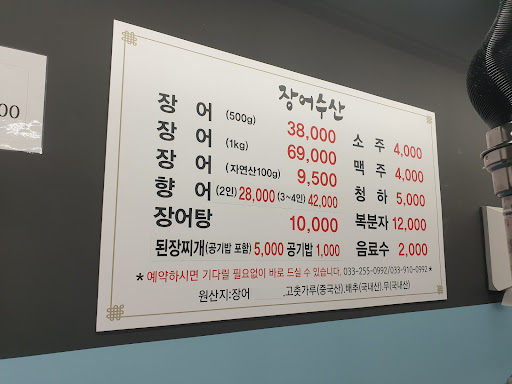 00
장어수산
장 어 (500g) 38,000 소 주 4,000
장 어 (1kg) 69,000 맥 주 4,000
장 어 (자연산100g) 9,500 청 하 5,000
향 어 (2인) 28,000 (3~4인) 42,000 복분자 12,000
장어탕 10,000 음료수 2,000
된장찌개(공기밥 포함) 5,000 공기밥 1,000
*예약하시면 기다릴 필요없이 바로 드실 수 있습니다. 033-255-0992/033-910-0992*
원산지:장어 ,고춧가루(중국산),배추(국내산),무(국내산)